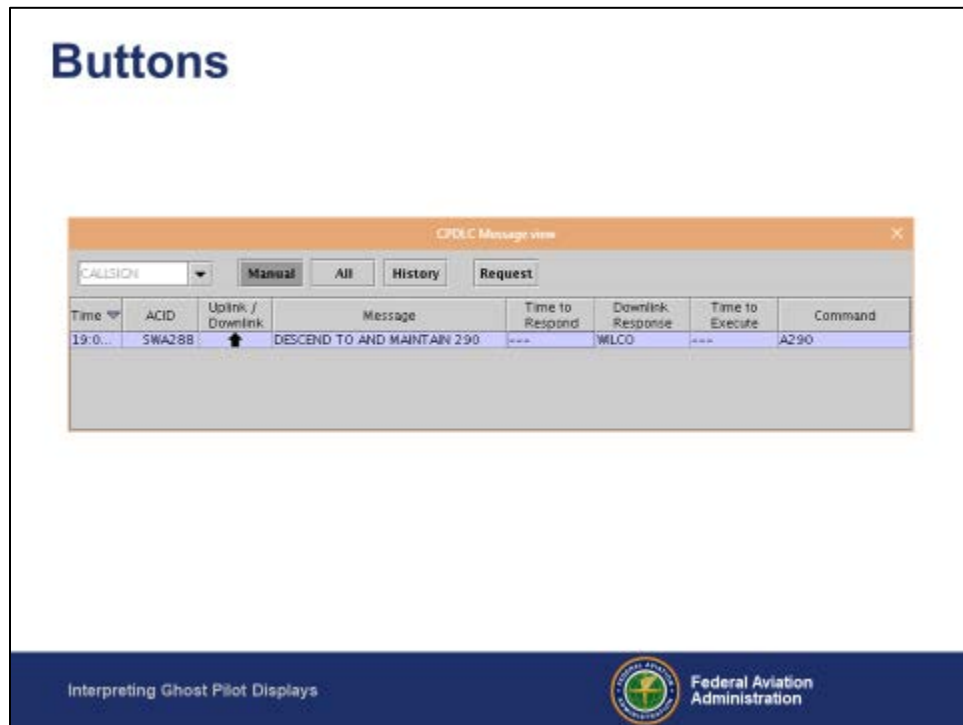 Buttons
CPDLC Message view
CALLSIGN Manual All History Request
Time ACID Uplink / Downlink Message Time to Respond Downlink Response Time to Execute Command
19:0... SWA288 DESCEND TO AND MAINTAIN 290 --- WILCO --- A290
Interpreting Ghost Pilot Displays
Federal Aviation
Administration